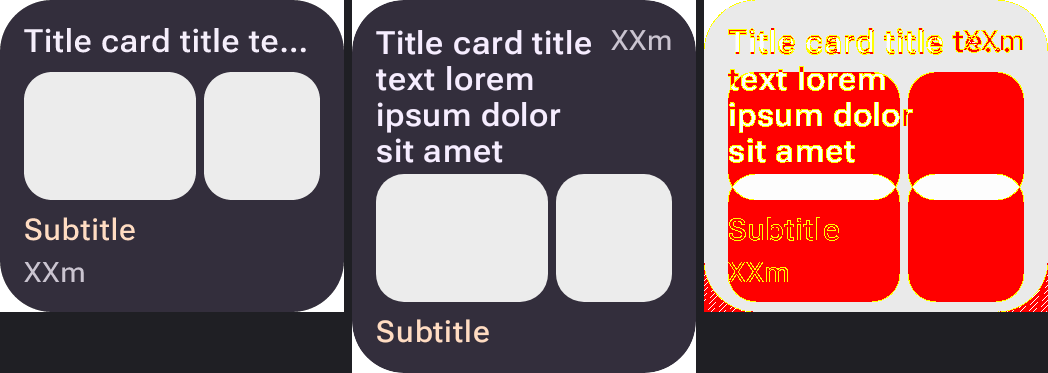 Title card title te...
Subtitle
XXm
Title card title XXm
text lorem
ipsum dolor
sit amet
Subtitle
Title card title te... XXm
text lorem
ipsum dolor
sit amet
Subtitle
XXm